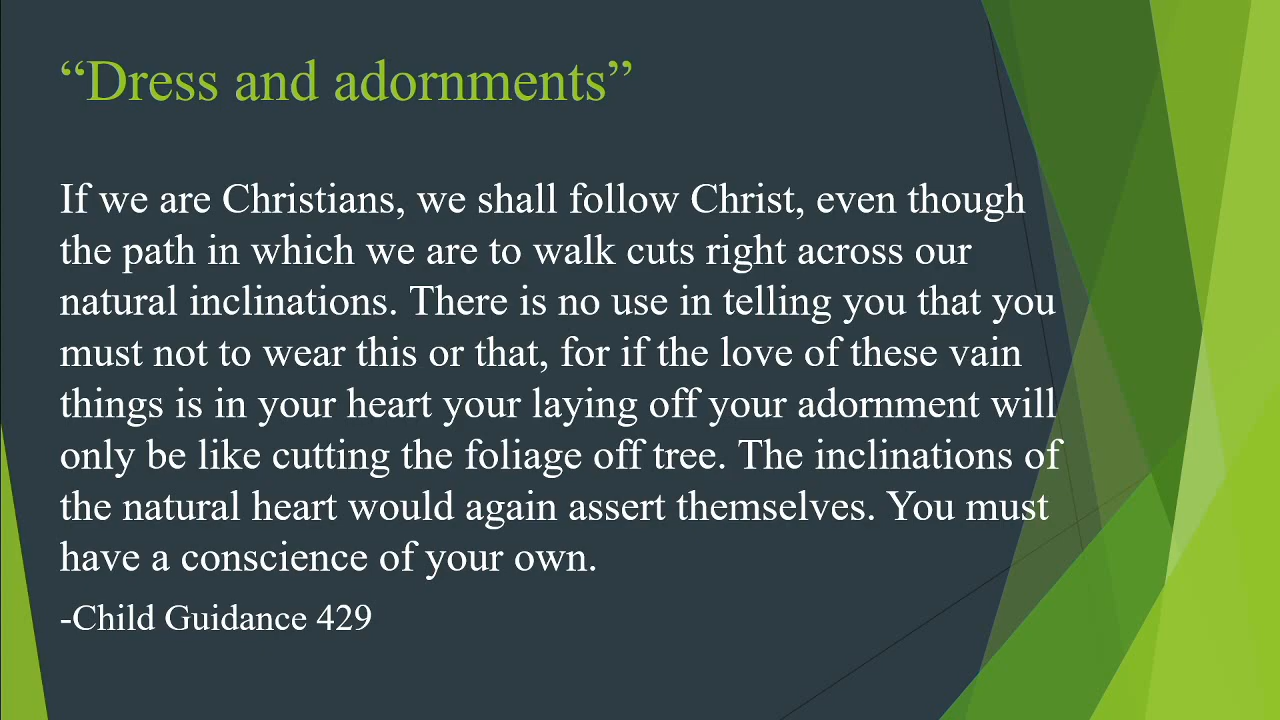 “Dress and adornments”
If we are Christians, we shall follow Christ, even though
the path in which we are to walk cuts right across our
natural inclinations. There is no use in telling you that you
must not to wear this or that, for if the love of these vain
things is in your heart your laying off your adornment will
only be like cutting the foliage off tree. The inclinations of
the natural heart would again assert themselves. You must
have a conscience of your own.
-Child Guidance 429